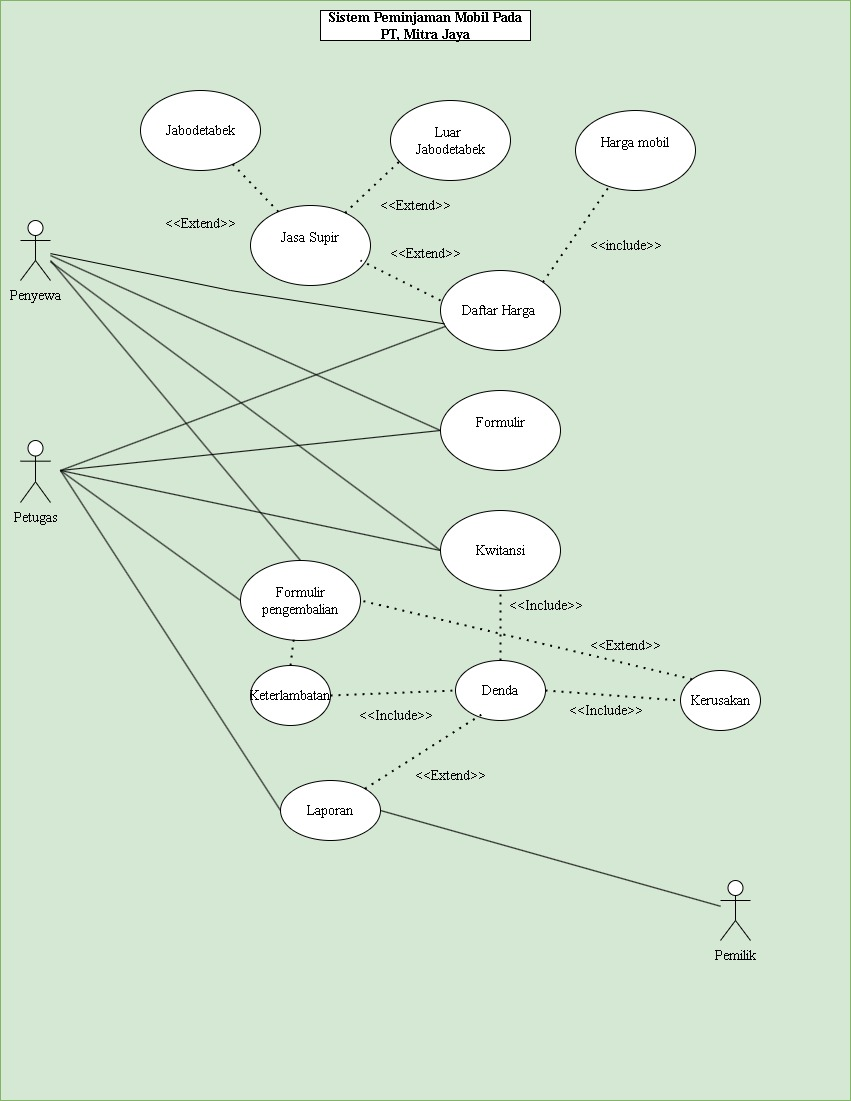 Sistem Peminjaman Mobil Pada
PT, Mitra Jaya
Jabodetabek
Luar
Jabodetabek
Harga mobil
<<Extend>>
<<Extend>>
Jasa Supir
<<Extend>>
<<include>>
Penyewa
Daftar Harga
Formulir
Petugas
Kwitansi
Formulir
pengembalian
<<Include>>
<<Extend>>
Keterlambatan
Denda
Kerusakan
<<Include>>
<<Include>>
<<Extend>>
Laporan
Pemilik